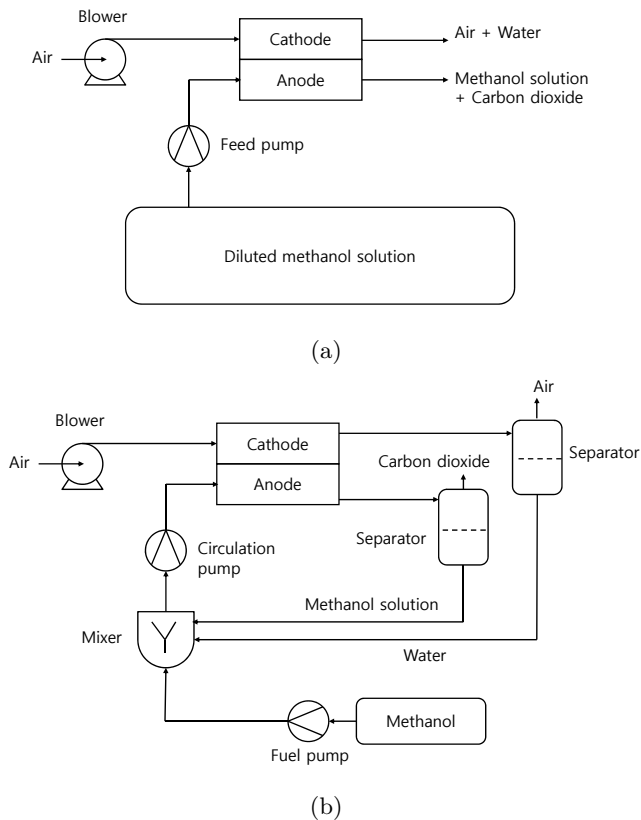 Blower
Air
Cathode
Anode
Air + Water
Methanol solution
+ Carbon dioxide
Feed pump
Diluted methanol solution
(a)
Air
Blower
Air
Cathode
Anode
Carbon dioxide
Separator
Separator
Circulation
pump
Methanol solution
Mixer
Water
Methanol
Fuel pump
(b)